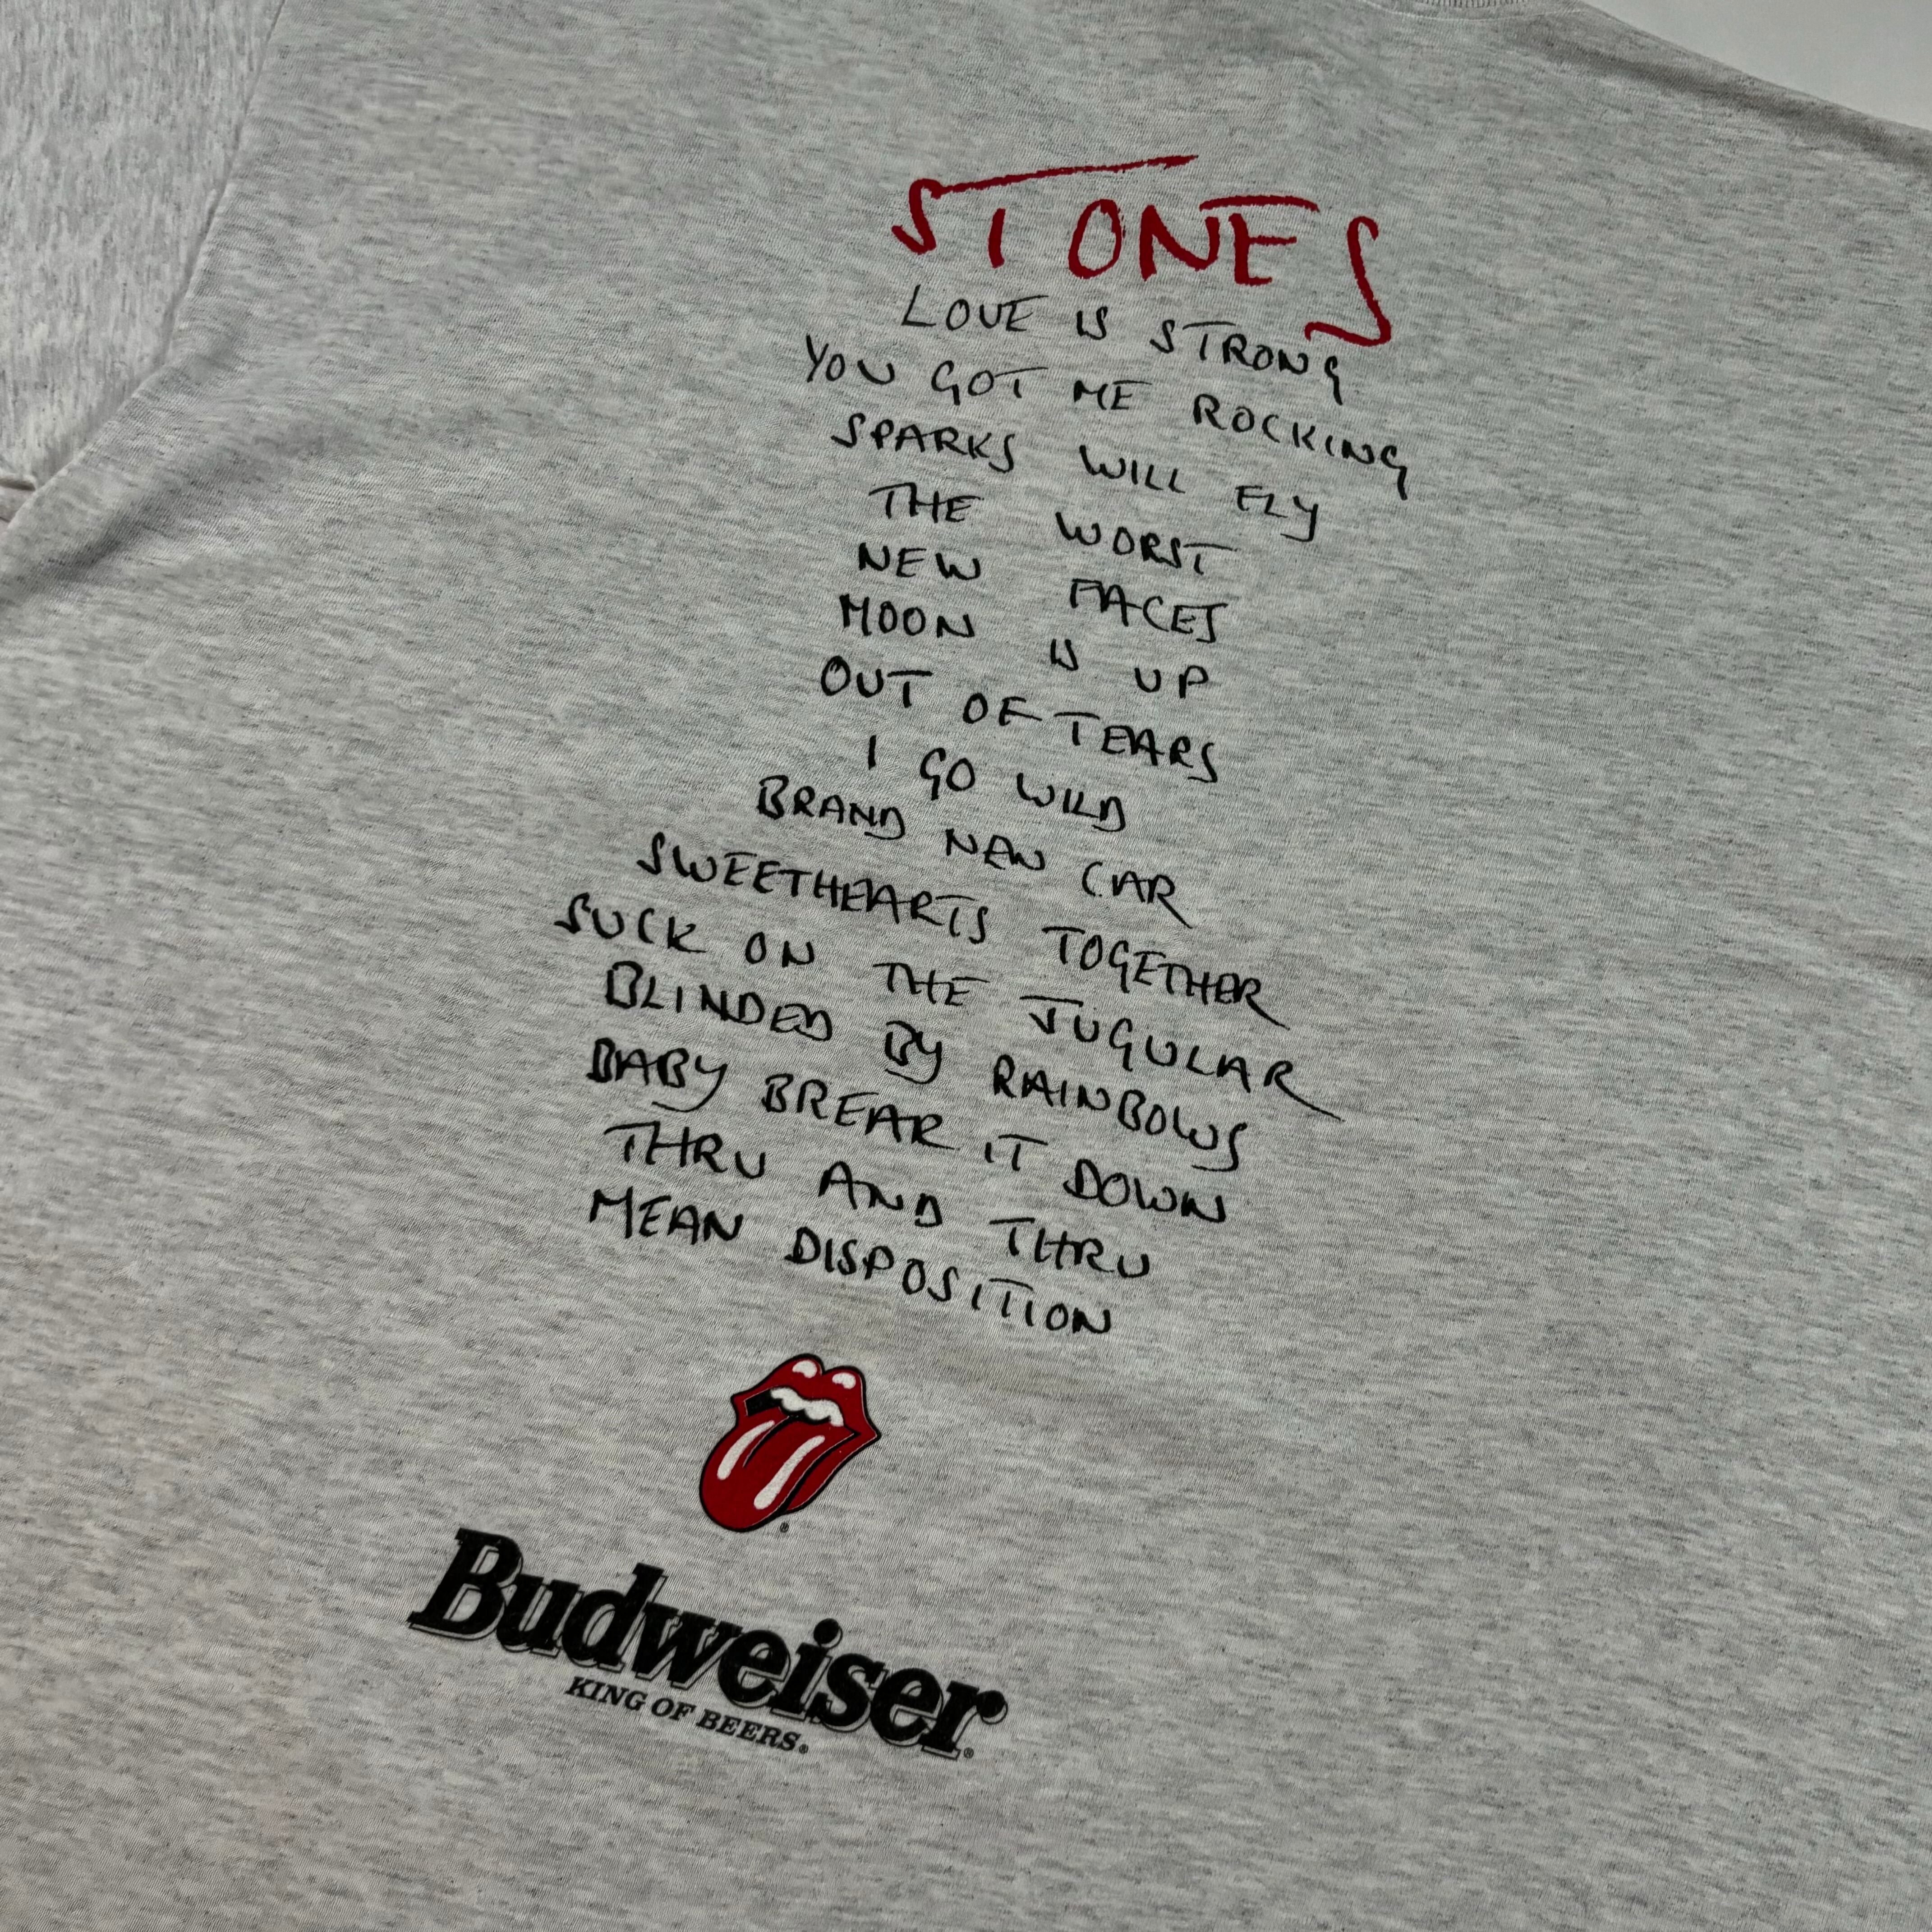 STONES
LOVE IS STRONG
YOU GOT ME ROCKING
SPARKS WILL FLY
THE WORST
NEW FACES
MOON IS UP
OUT OF TEARS
I GO WILD
BRAND NEW CAR
SWEETHEARTS TOGETHER
SUCK ON THE JUGULAR
BLINDED BY RAINBOWS
BABY BREAK IT DOWN
THRU AND THRU
MEAN DISPOSITION
®
Budweiser®
KING OF BEERS®